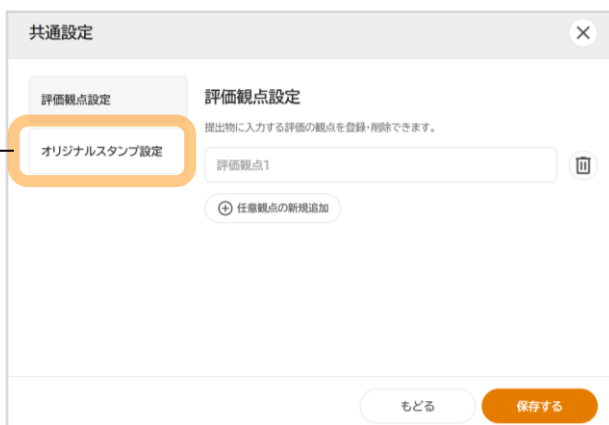 共通設定
評価観点設定
オリジナルスタンプ設定
評価観点設定
提出物に入力する評価の観点を登録・削除できます。
評価観点1
任意観点の新規追加
もどる
保存する